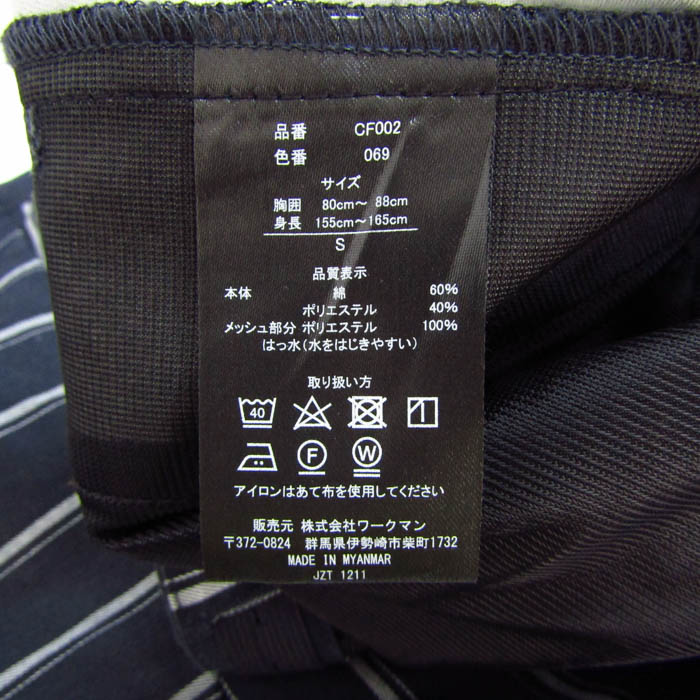 品番 CF002
色番 069
サイズ
胸囲 80cm～ 88cm
身長 155cm～165cm
S
品質表示
本体 綿 60%
ポリエステル 40%
メッシュ部分 ポリエステル 100%
はっ水(水をはじきやすい)
取り扱い方
40
F W
アイロンはあて布を使用してください
販売元 株式会社ワークマン
〒372-0824 群馬県伊勢崎市柴町1732
MADE IN MYANMAR
JZT 1211